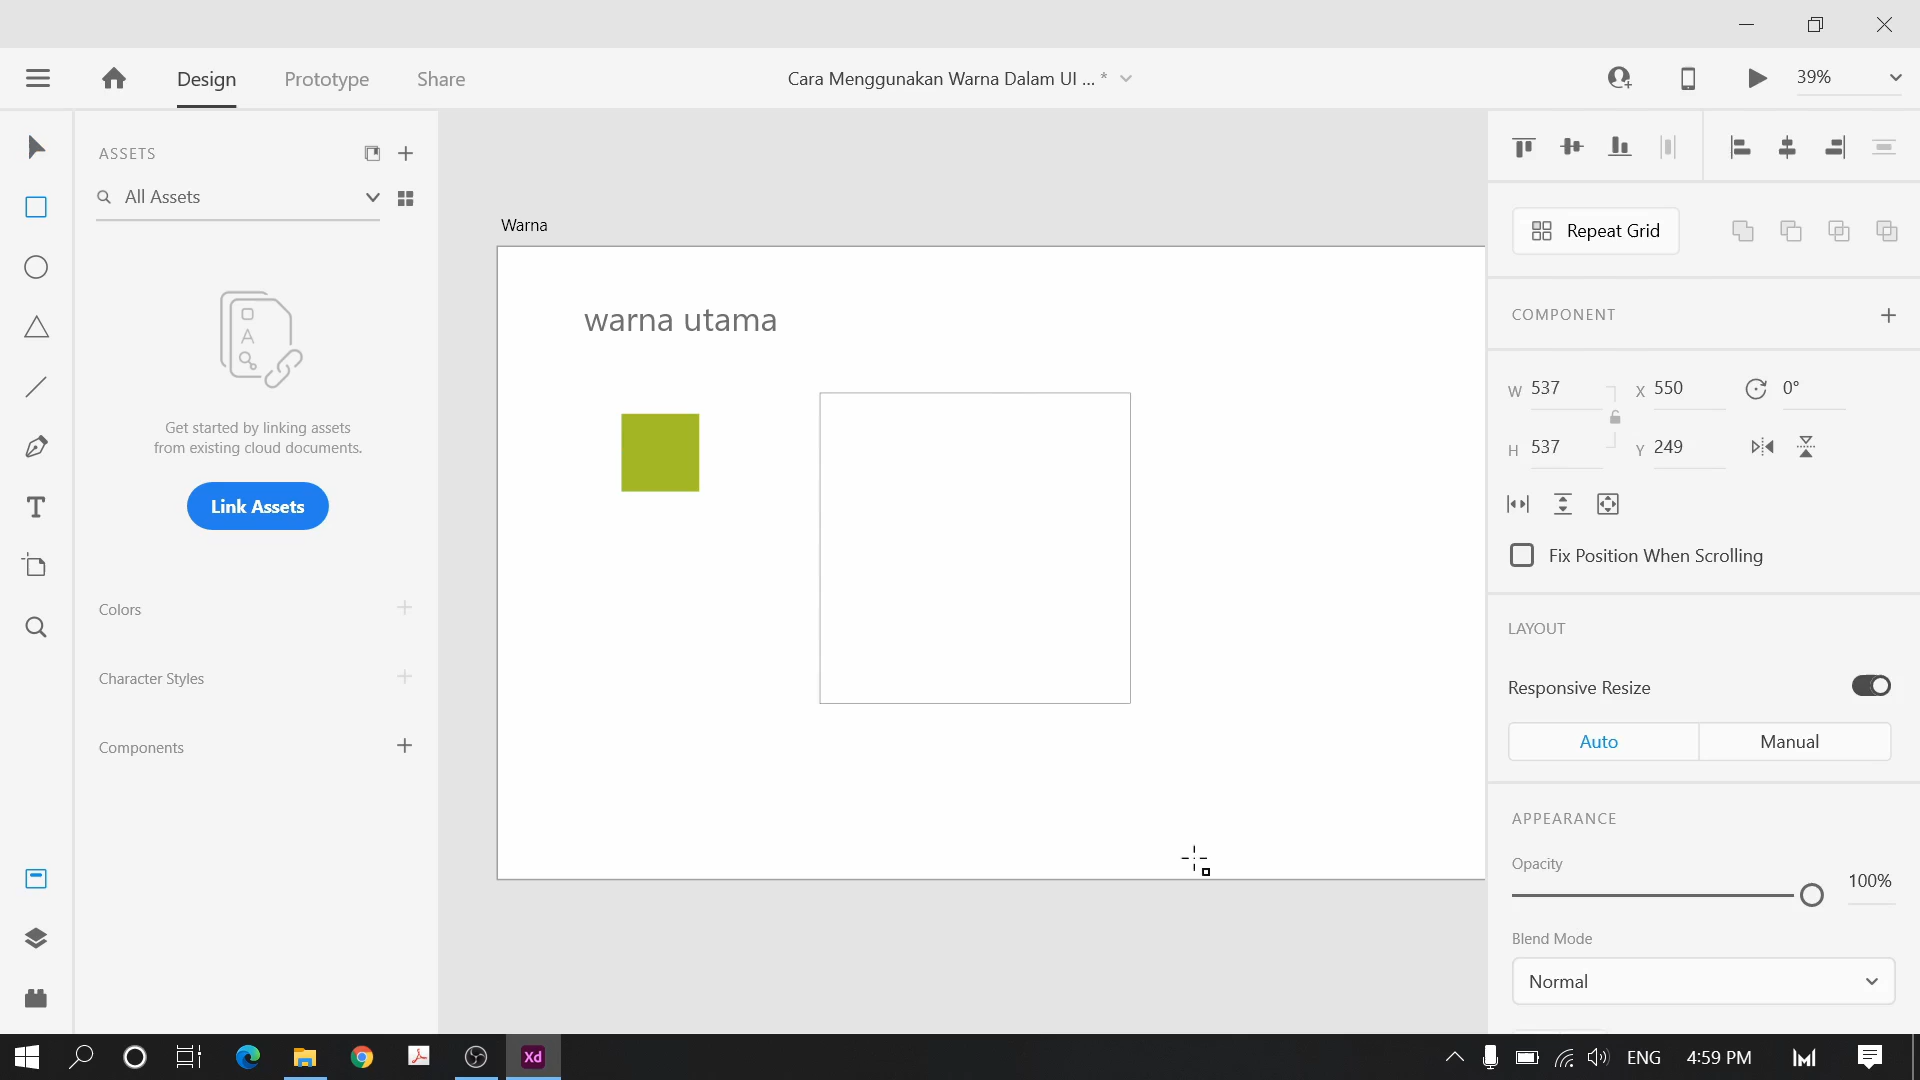 Design
Prototype
Share
Cara Menggunakan Warna Dalam UI ... *
39%
ASSETS
All Assets
Get started by linking assets
from existing cloud documents.
Link Assets
Colors
Character Styles
Components
Warna
warna utama
Repeat Grid
COMPONENT
W 537
X 550
0°
H 537
Y 249
Fix Position When Scrolling
LAYOUT
Responsive Resize
Auto
Manual
APPEARANCE
Opacity
100%
Blend Mode
Normal
Xd
ENG
4:59 PM